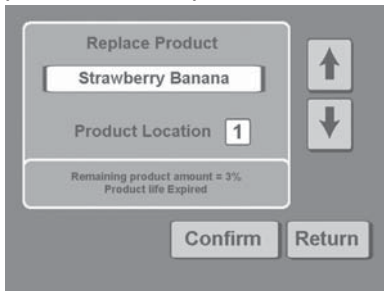 Replace Product
Strawberry Banana
Product Location 1
Remaining product amount = 3%
Product life Expired
Confirm
Return